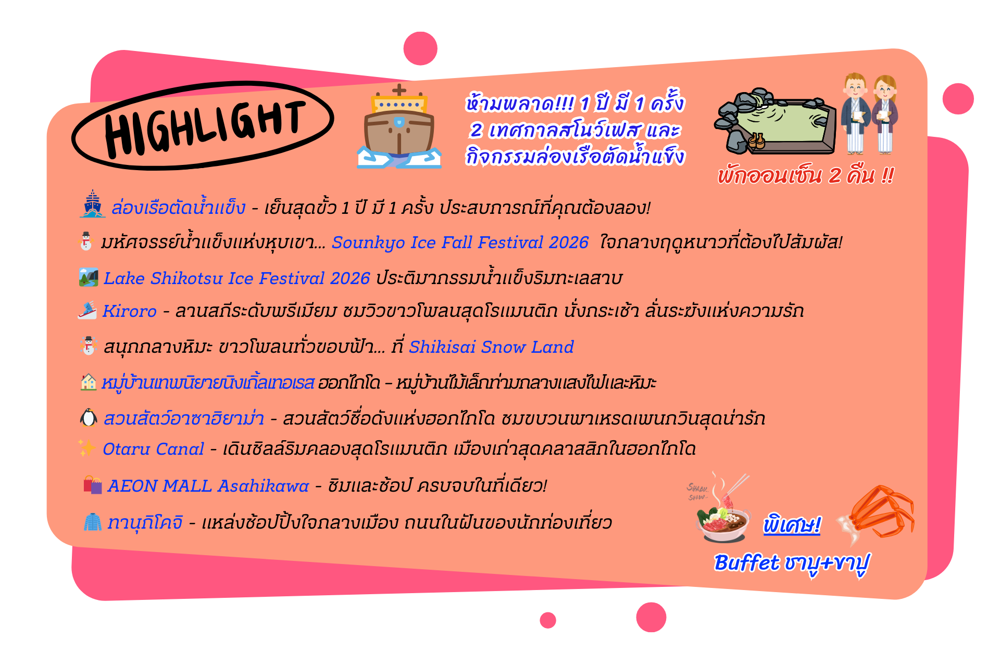 HIGHLIGHT
ห้ามพลาด!!! 1 ปี มี 1 ครั้ง
2 เทศกาลสโนว์เฟส และ
กิจกรรมล่องเรือตัดน้ำแข็ง
พักออนเซ็น 2 คืน !!
ล่องเรือตัดน้ำแข็ง - เย็นสุดขั้ว 1 ปี มี 1 ครั้ง ประสบการณ์ที่คุณต้องลอง!
มหัศจรรย์น้ำแข็งแห่งหุบเขา... Sounkyo Ice Fall Festival 2026 ใจกลางฤดูหนาวที่ต้องไปสัมผัส!
Lake Shikotsu Ice Festival 2026 ประติมากรรมน้ำแข็งริมทะเลสาบ
Kiroro - ลานสกีระดับพรีเมียม ชมวิวขาวโพลนสุดโรแมนติก นั่งกระเช้า ลั่นระฆังแห่งความรัก
สนุกกลางหิมะ ขาวโพลนทั่วขอบฟ้า... ที่ Shikisai Snow Land
หมู่บ้านเทพนิยายนิงเกิ้ลเทอเรส ฮอกไกโด – หมู่บ้านไม้เล็กท่ามกลางแสงไฟและหิมะ
สวนสัตว์อาซาฮิยาม่า - สวนสัตว์ชื่อดังแห่งฮอกไกโด ชมขบวนพาเหรดเพนกวินสุดน่ารัก
Otaru Canal - เดินชิลล์ริมคลองสุดโรแมนติก เมืองเก่าสุดคลาสสิกในฮอกไกโด
AEON MALL Asahikawa - ชิมและช้อป ครบจบในที่เดียว!
ทานุกิโคจิ - แหล่งช้อปปิ้งใจกลางเมือง ถนนในฝันของนักท่องเที่ยว
SHABU..
SHABU..
พิเศษ!
Buffet ชาบู+ขาปู